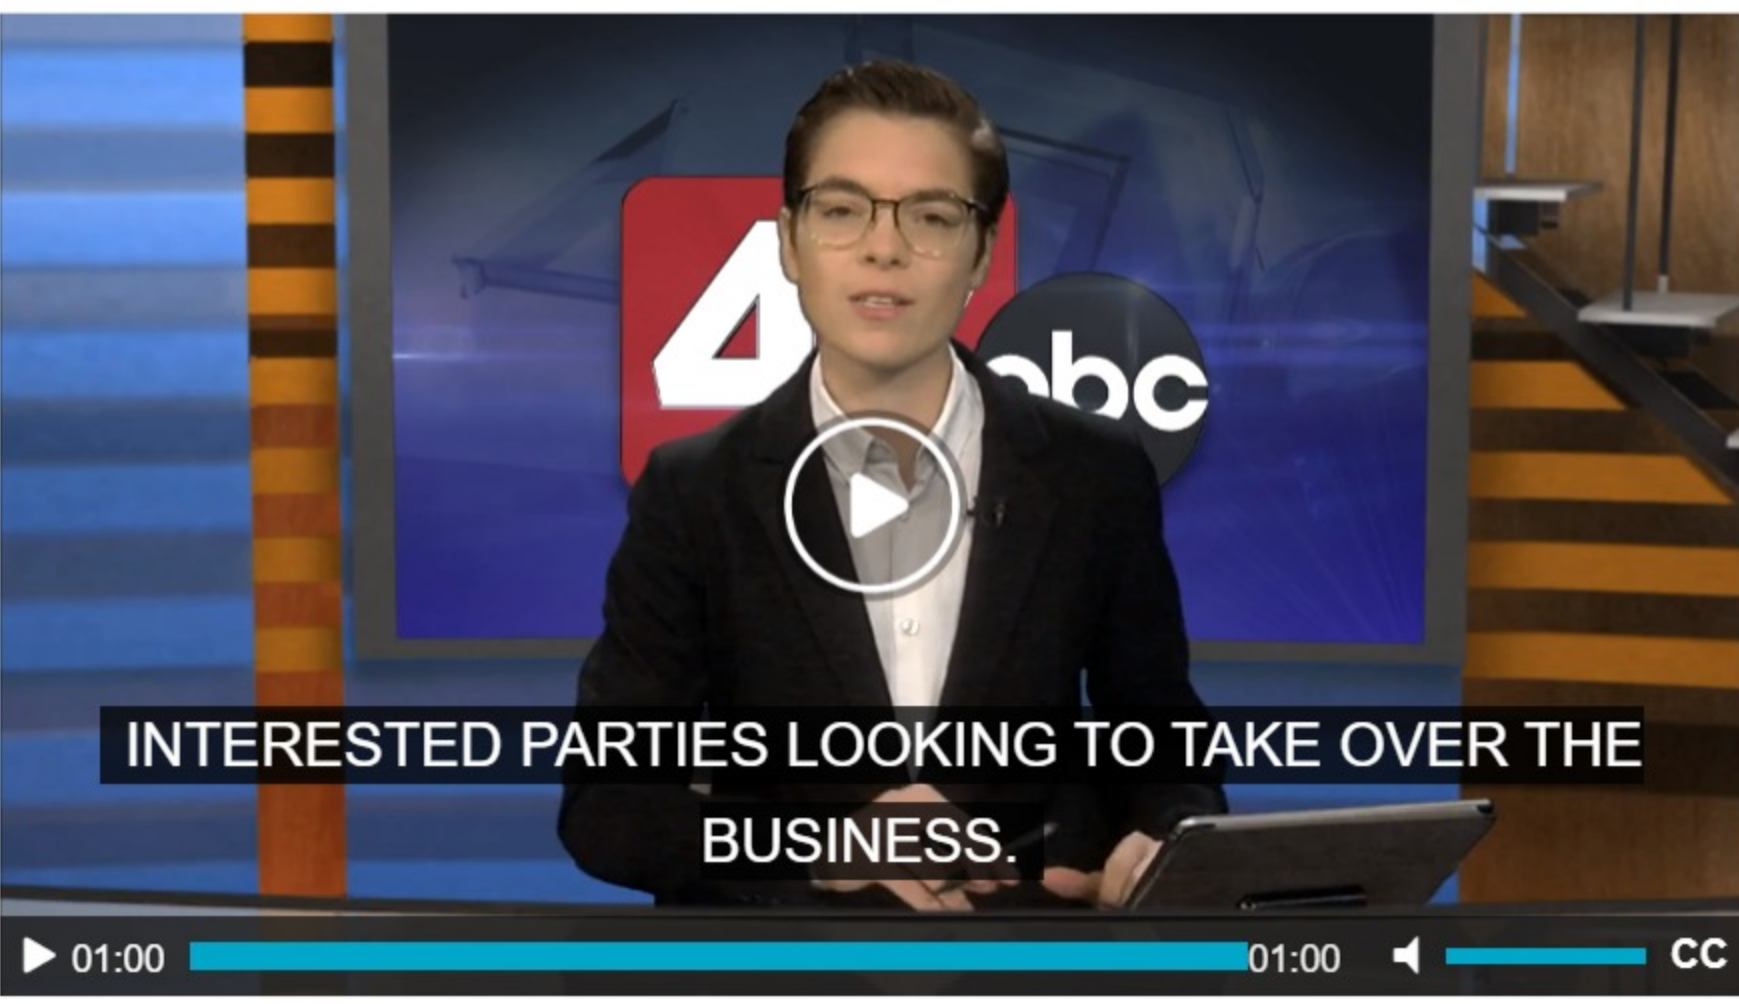 4
abc
INTERESTED PARTIES LOOKING TO TAKE OVER THE
BUSINESS.
01:00 01:00 CC